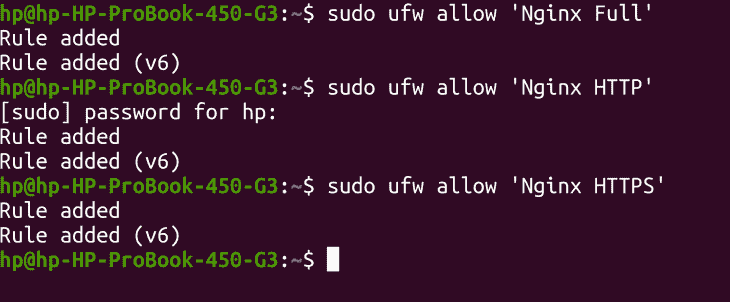 hp@hp-HP-ProBook-450-G3:~$ sudo ufw allow 'Nginx Full'
Rule added
Rule added (v6)
hp@hp-HP-ProBook-450-G3:~$ sudo ufw allow 'Nginx HTTP'
[sudo] password for hp:
Rule added
Rule added (v6)
hp@hp-HP-ProBook-450-G3:~$ sudo ufw allow 'Nginx HTTPS'
Rule added
Rule added (v6)
hp@hp-HP-ProBook-450-G3:~$